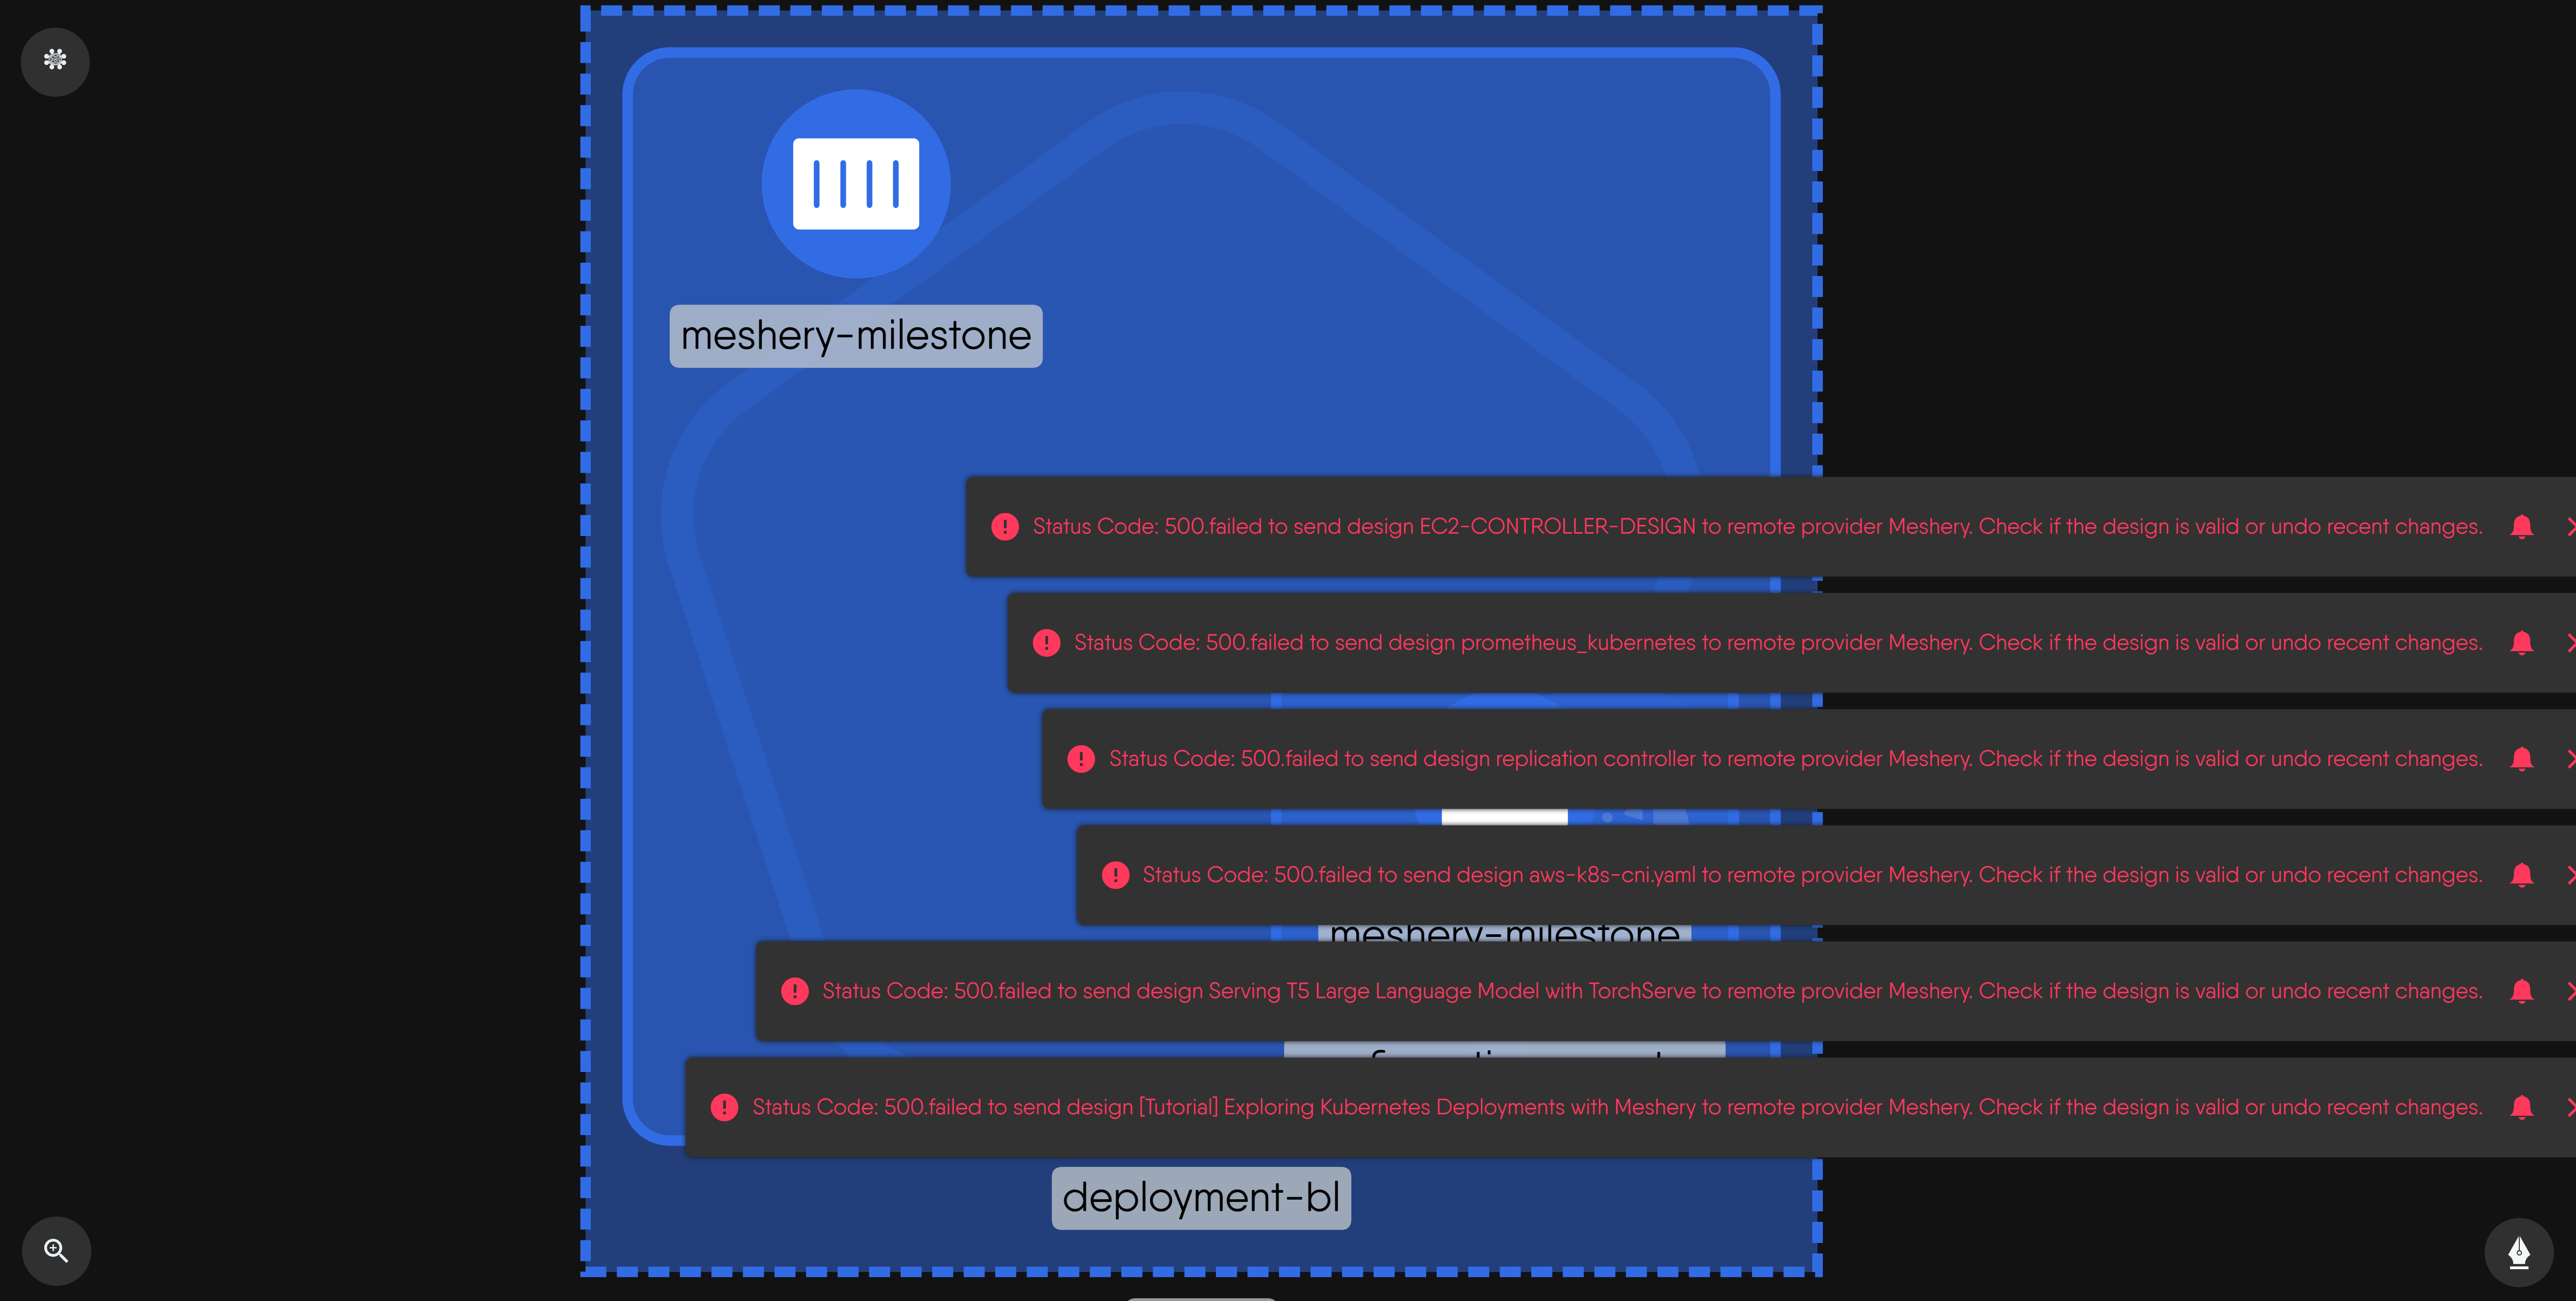 meshery-milestone
Status Code: 500.failed to send design EC2-CONTROLLER-DESIGN to remote provider Meshery. Check if the design is valid or undo recent changes.
Status Code: 500.failed to send design prometheus_kubernetes to remote provider Meshery. Check if the design is valid or undo recent changes.
Status Code: 500.failed to send design replication controller to remote provider Meshery. Check if the design is valid or undo recent changes.
Status Code: 500.failed to send design aws-k8s-cni.yaml to remote provider Meshery. Check if the design is valid or undo recent changes.
meshery-milestone
Status Code: 500.failed to send design Serving T5 Large Language Model with TorchServe to remote provider Meshery. Check if the design is valid or undo recent changes.
Status Code: 500.failed to send design [Tutorial] Exploring Kubernetes Deployments with Meshery to remote provider Meshery. Check if the design is valid or undo recent changes.
deployment-bl